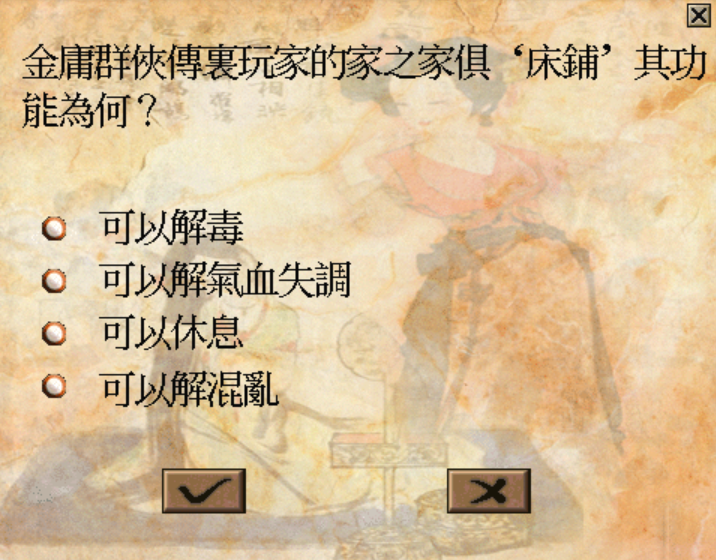 金庸群俠傳裏玩家的家之家俱‘床鋪’其功
能為何？
可以解毒
可以解氣血失調
可以休息
可以解混亂